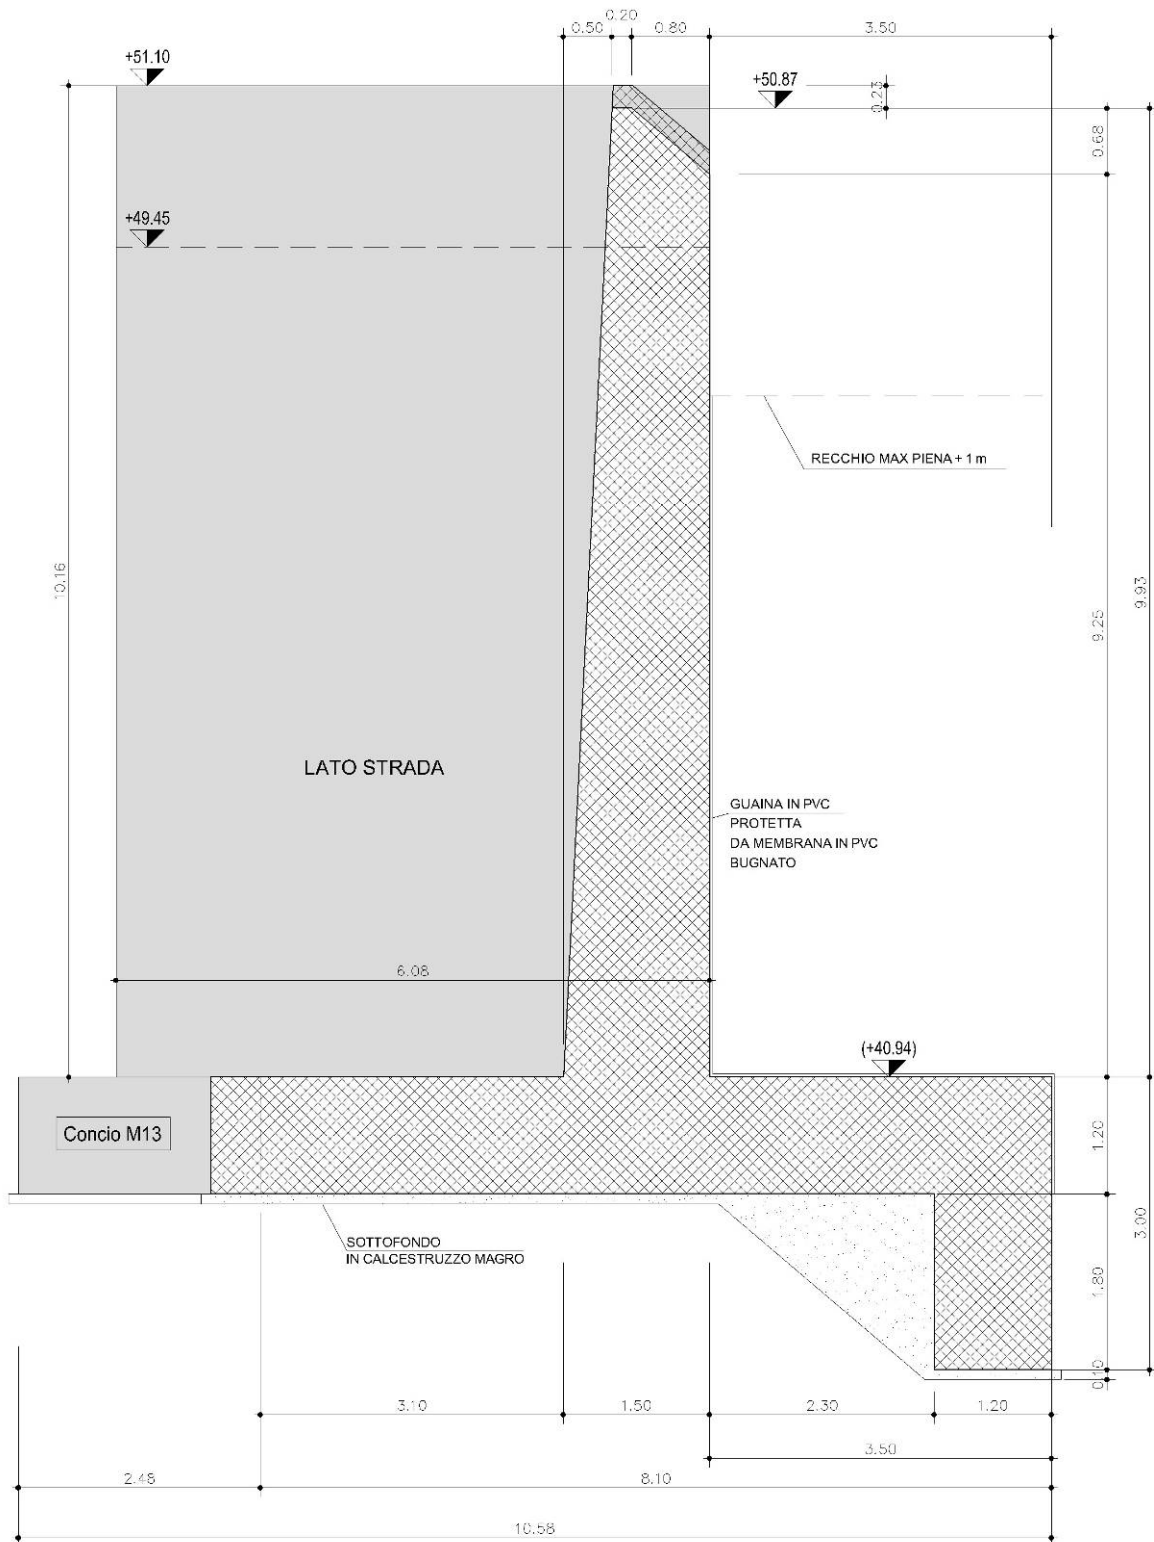 0.20
0.50
0.80
3.50
+51.10
+50.87
0.23
0.68
+49.45
RECCHIO MAX PIENA + 1 m
10.16
9.25
9.93
LATO STRADA
GUAINA IN PVC
PROTETTA
DA MEMBRANA IN PVC
BUGNATO
6.08
(+40.94)
Concio M13
1.20
3.00
SOTTOFONDO
IN CALCESTRUZZO MAGRO
1.80
0.10
3.10
1.50
2.30
1.20
3.50
2.48
8.10
10.58